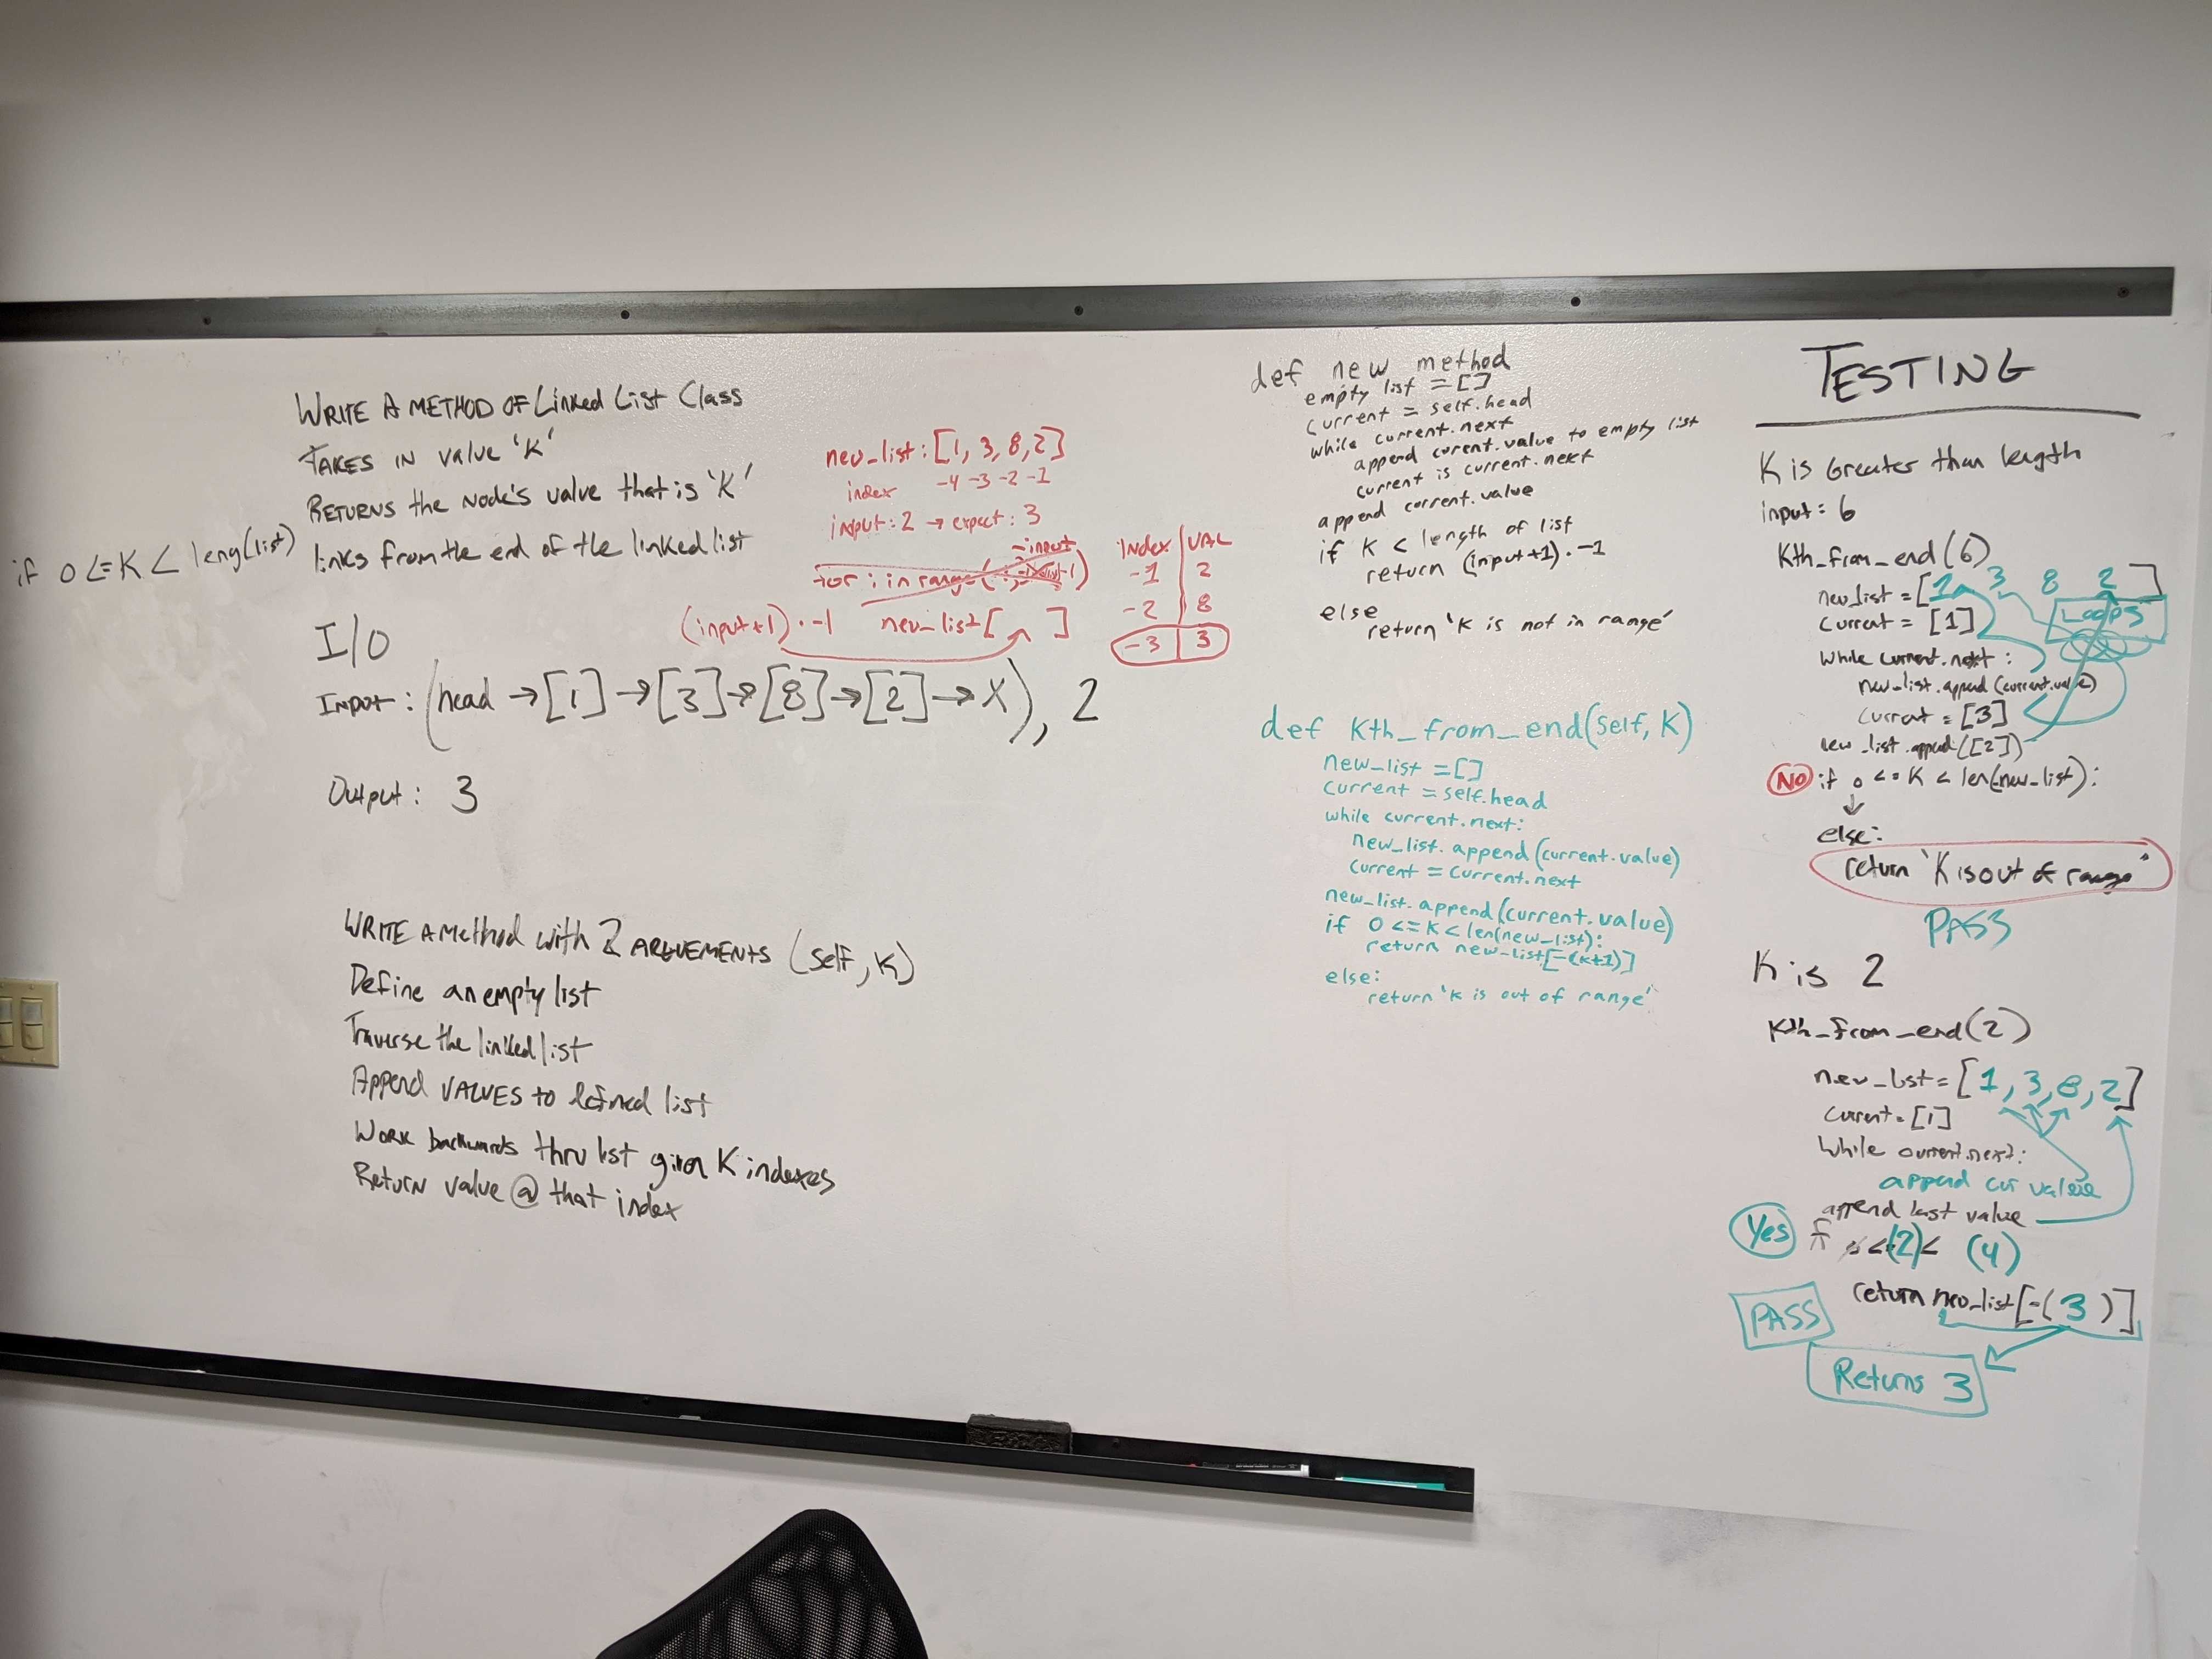 WRITE A METHOD OF Linked List Class
TAKES IN value 'K'
RETURNS the Node's value that is 'K'
links from the end of the linked list
if 0 <= K < leng(list)
I/O
INPUT : (head → [1] → [3] → [8] → [2] → X), 2
Output : 3
WRITE A Method with 2 ARGUEMENTS (self, K)
Define an empty list
Traverse the linked list
Append VALUES to defined list
Work backwards thru list given K indexes
Return value @ that index
new_list : [1, 3, 8, 2]
index -4 -3 -2 -1
input : 2 → expect : 3
-input
for i in range(
(input+1) · -1 new_list[ ]
Index | VAL
-1 | 2
-2 | 8
-3 | 3
def new method
empty list = []
current = self.head
while current.next
append current.value to empty list
current is current.next
append current.value
if K < length of list
return (input+1) · -1
else
return 'K is not in range'
def Kth_from_end(self, K)
new_list = []
current = self.head
while current.next:
new_list.append(current.value)
current = current.next
new_list.append(current.value)
if 0 <= K < len(new_list):
return new_list[-(k+1)]
else:
return 'K is out of range'
TESTING
K is Greater than length
input : 6
Kth_from_end(6)
new_list = [1 3 8 2]
Loops
current = [1]
while current.next :
new_list.append(current.value)
current = [3]
new_list.append([2])
NO if 0 <= K < len(new_list):
↓
else:
return 'K is out of range'
PASS
K is 2
Kth_from_end(2)
new_list = [1, 3, 8, 2]
current = [1]
While current.next:
append cur value
append last value
Yes if (2) < (4)
return new_list[-(3)]
PASS
Returns 3